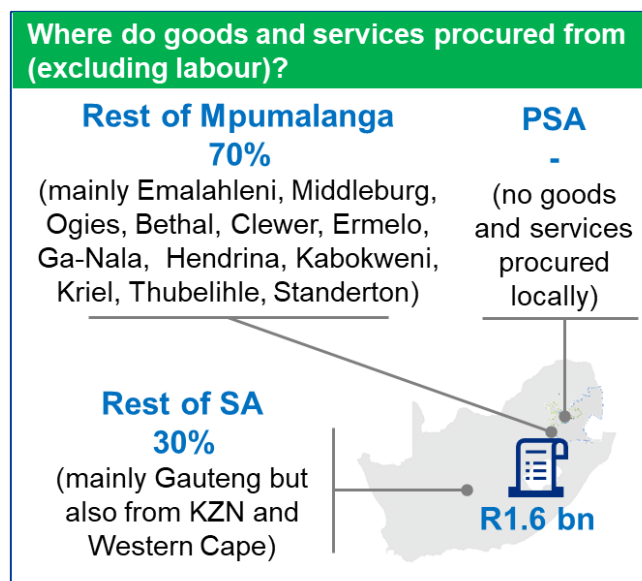 Where do goods and services procured from
(excluding labour)?
Rest of Mpumalanga
70%
(mainly Emalahleni, Middleburg,
Ogies, Bethal, Clewer, Ermelo,
Ga-Nala, Hendrina, Kabokweni,
Kriel, Thubelihle, Standerton)
PSA
-
(no goods
and services
procured
locally)
Rest of SA
30%
(mainly Gauteng but
also from KZN and
Western Cape)
R1.6 bn